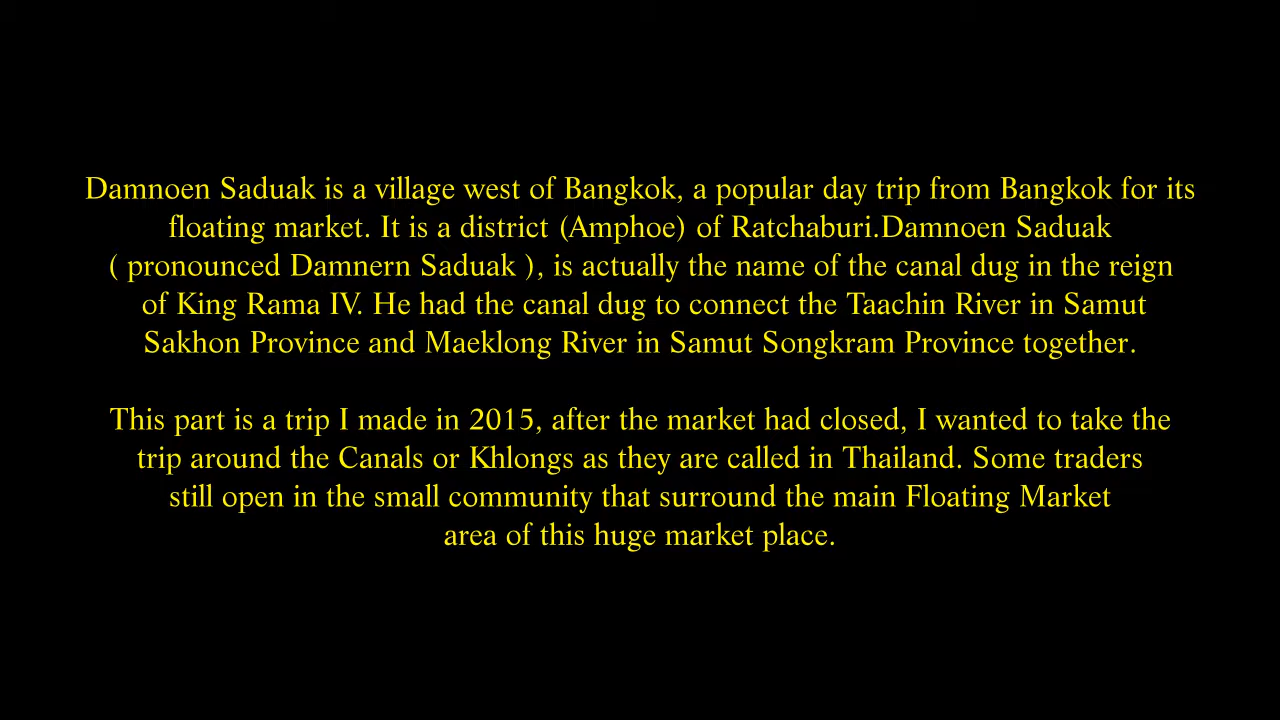 Damnoen Saduak is a village west of Bangkok, a popular day trip from Bangkok for its
floating market. It is a district (Amphoe) of Ratchaburi.Damnoen Saduak
( pronounced Damnern Saduak ), is actually the name of the canal dug in the reign
of King Rama IV. He had the canal dug to connect the Taachin River in Samut
Sakhon Province and Maeklong River in Samut Songkram Province together.
This part is a trip I made in 2015, after the market had closed, I wanted to take the
trip around the Canals or Khlongs as they are called in Thailand. Some traders
still open in the small community that surround the main Floating Market
area of this huge market place.